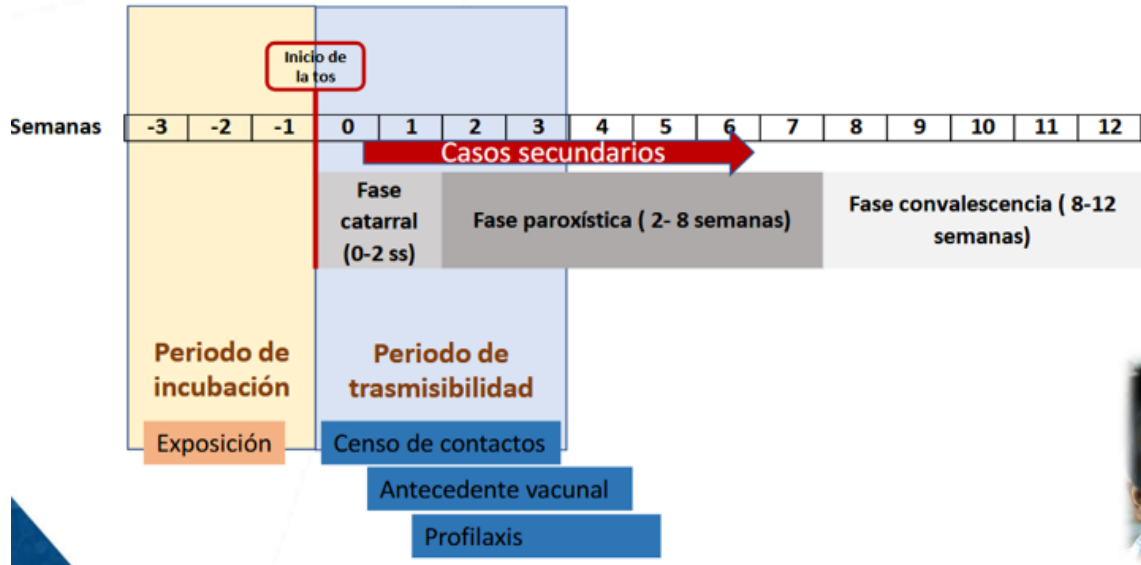 Inicio de
la tos
Semanas -3 -2 -1 0 1 2 3 4 5 6 7 8 9 10 11 12
Casos secundarios
Fase
catarral
(0-2 ss)
Fase paroxística ( 2- 8 semanas)
Fase convalescencia ( 8-12
semanas)
Periodo de
incubación
Periodo de
trasmisibilidad
Exposición
Censo de contactos
Antecedente vacunal
Profilaxis